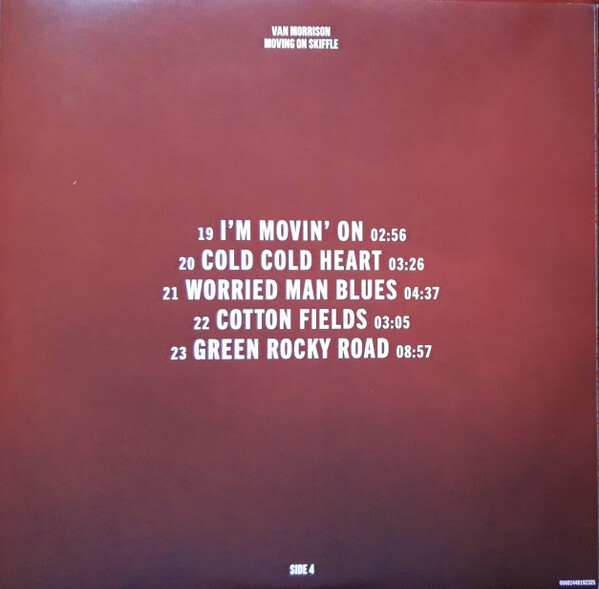 VAN MORRISON
MOVING ON SKIFFLE
19 I'M MOVIN' ON 02:56
20 COLD COLD HEART 03:26
21 WORRIED MAN BLUES 04:37
22 COTTON FIELDS 03:05
23 GREEN ROCKY ROAD 08:57
SIDE 4